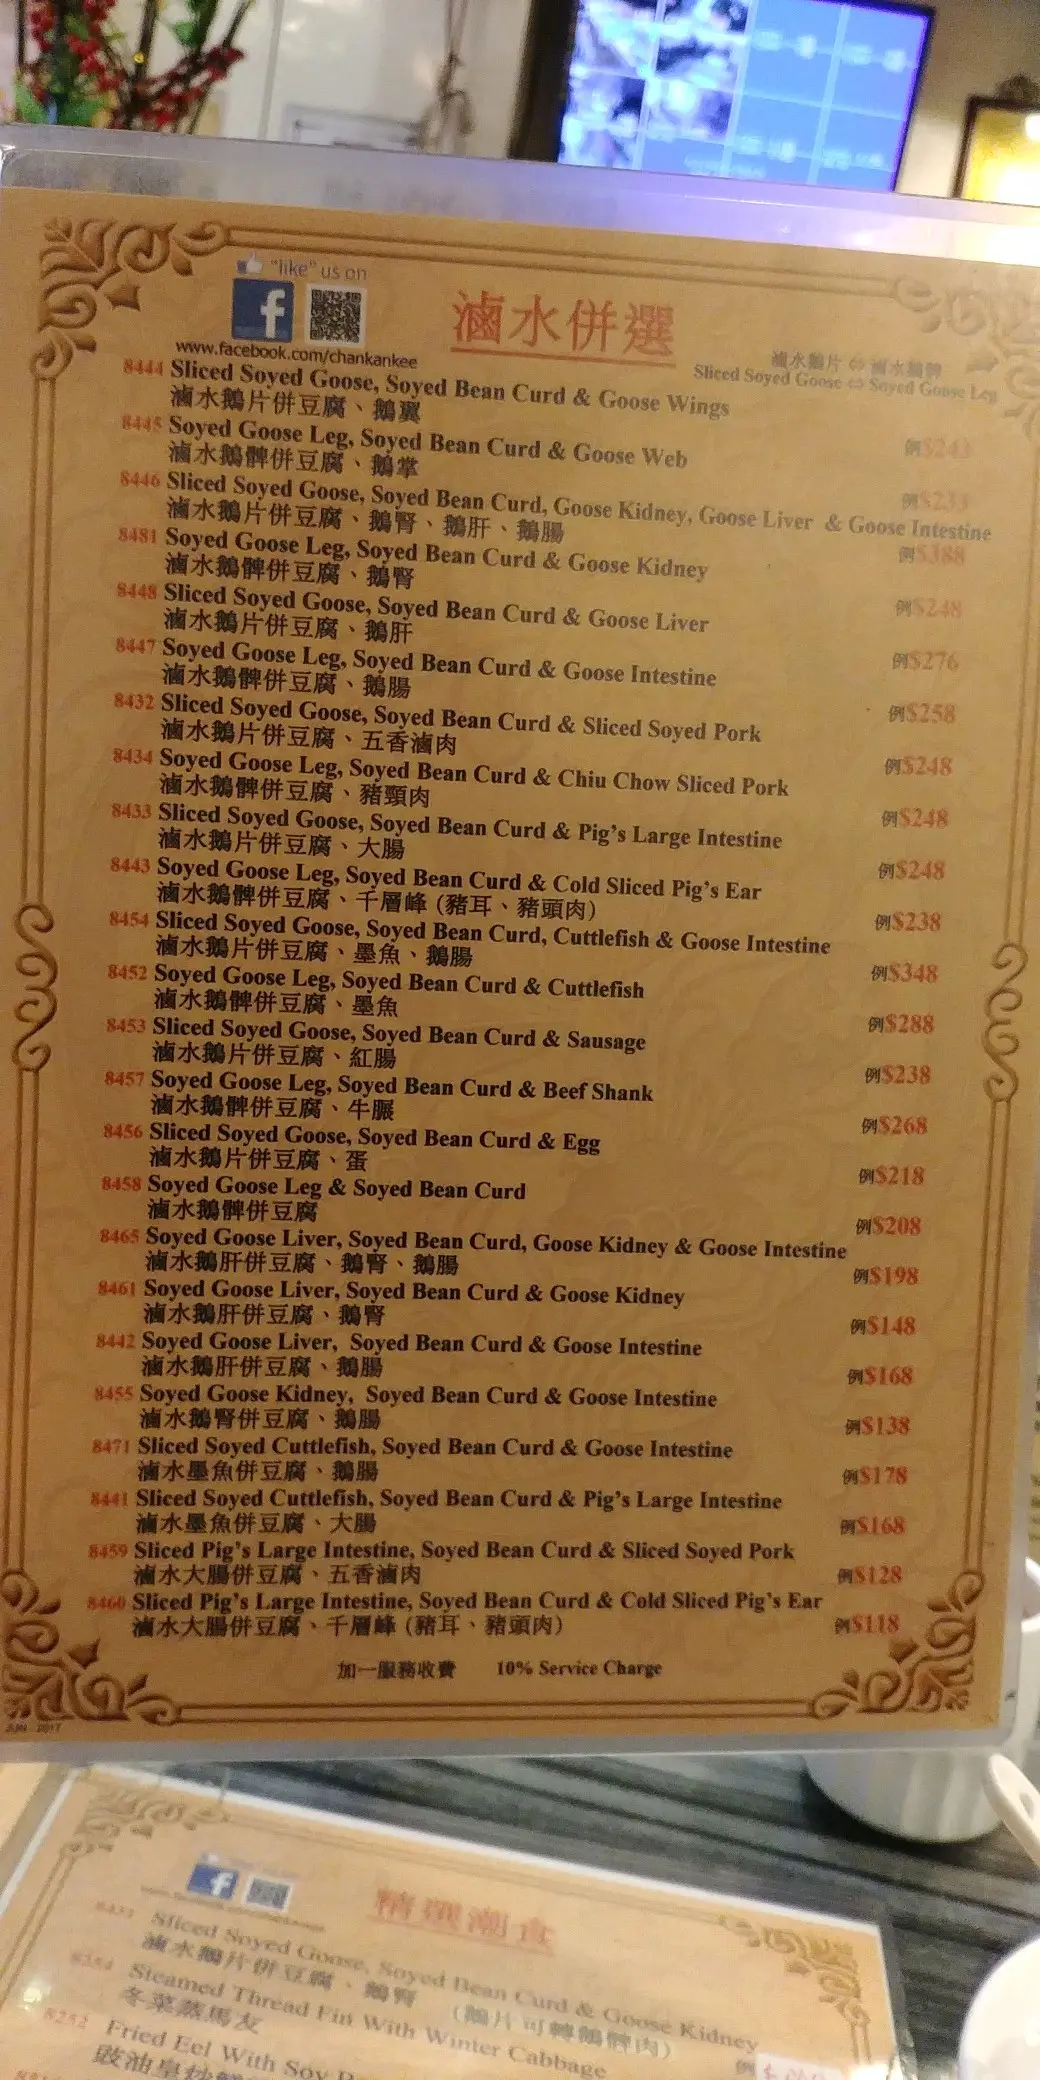 "like" us on
滷水併選
www.facebook.com/chankankee
滷水鵝片 ⇔ 滷水鵝髀
Sliced Soyed Goose ⇔ Soyed Goose Leg
8444 Sliced Soyed Goose, Soyed Bean Curd & Goose Wings
滷水鵝片併豆腐、鵝翼 例$243
8445 Soyed Goose Leg, Soyed Bean Curd & Goose Web
滷水鵝髀併豆腐、鵝掌 例$233
8446 Sliced Soyed Goose, Soyed Bean Curd, Goose Kidney, Goose Liver & Goose Intestine
滷水鵝片併豆腐、鵝腎、鵝肝、鵝腸 例$388
8481 Soyed Goose Leg, Soyed Bean Curd & Goose Kidney
滷水鵝髀併豆腐、鵝腎 例$248
8448 Sliced Soyed Goose, Soyed Bean Curd & Goose Liver
滷水鵝片併豆腐、鵝肝 例$276
8447 Soyed Goose Leg, Soyed Bean Curd & Goose Intestine
滷水鵝髀併豆腐、鵝腸 例$258
8432 Sliced Soyed Goose, Soyed Bean Curd & Sliced Soyed Pork
滷水鵝片併豆腐、五香滷肉 例$248
8434 Soyed Goose Leg, Soyed Bean Curd & Chiu Chow Sliced Pork
滷水鵝髀併豆腐、豬頸肉 例$248
8433 Sliced Soyed Goose, Soyed Bean Curd & Pig's Large Intestine
滷水鵝片併豆腐、大腸 例$248
8443 Soyed Goose Leg, Soyed Bean Curd & Cold Sliced Pig's Ear
滷水鵝髀併豆腐、千層峰 (豬耳、豬頭肉) 例$238
8454 Sliced Soyed Goose, Soyed Bean Curd, Cuttlefish & Goose Intestine
滷水鵝片併豆腐、墨魚、鵝腸 例$348
8452 Soyed Goose Leg, Soyed Bean Curd & Cuttlefish
滷水鵝髀併豆腐、墨魚 例$288
8453 Sliced Soyed Goose, Soyed Bean Curd & Sausage
滷水鵝片併豆腐、紅腸 例$238
8457 Soyed Goose Leg, Soyed Bean Curd & Beef Shank
滷水鵝髀併豆腐、牛𦟌 例$268
8456 Sliced Soyed Goose, Soyed Bean Curd & Egg
滷水鵝片併豆腐、蛋 例$218
8458 Soyed Goose Leg & Soyed Bean Curd
滷水鵝髀併豆腐 例$208
8465 Soyed Goose Liver, Soyed Bean Curd, Goose Kidney & Goose Intestine
滷水鵝肝併豆腐、鵝腎、鵝腸 例$198
8461 Soyed Goose Liver, Soyed Bean Curd & Goose Kidney
滷水鵝肝併豆腐、鵝腎 例$148
8442 Soyed Goose Liver, Soyed Bean Curd & Goose Intestine
滷水鵝肝併豆腐、鵝腸 例$168
8455 Soyed Goose Kidney, Soyed Bean Curd & Goose Intestine
滷水鵝腎併豆腐、鵝腸 例$138
8471 Sliced Soyed Cuttlefish, Soyed Bean Curd & Goose Intestine
滷水墨魚併豆腐、鵝腸 例$178
8441 Sliced Soyed Cuttlefish, Soyed Bean Curd & Pig's Large Intestine
滷水墨魚併豆腐、大腸 例$168
8459 Sliced Pig's Large Intestine, Soyed Bean Curd & Sliced Soyed Pork
滷水大腸併豆腐、五香滷肉 例$128
8460 Sliced Pig's Large Intestine, Soyed Bean Curd & Cold Sliced Pig's Ear
滷水大腸併豆腐、千層峰 (豬耳、豬頭肉) 例$118
加一服務收費 10% Service Charge
JUN 2017
精選潮食
Sliced Soyed Goose, Soyed Bean Curd & Goose Kidney
滷水鵝片併豆腐、鵝腎 (鵝片可轉鵝髀肉)
Steamed Thread Fin With Winter Cabbage
冬菜蒸馬友
8252 Fried Eel With Soy
豉油皇炒